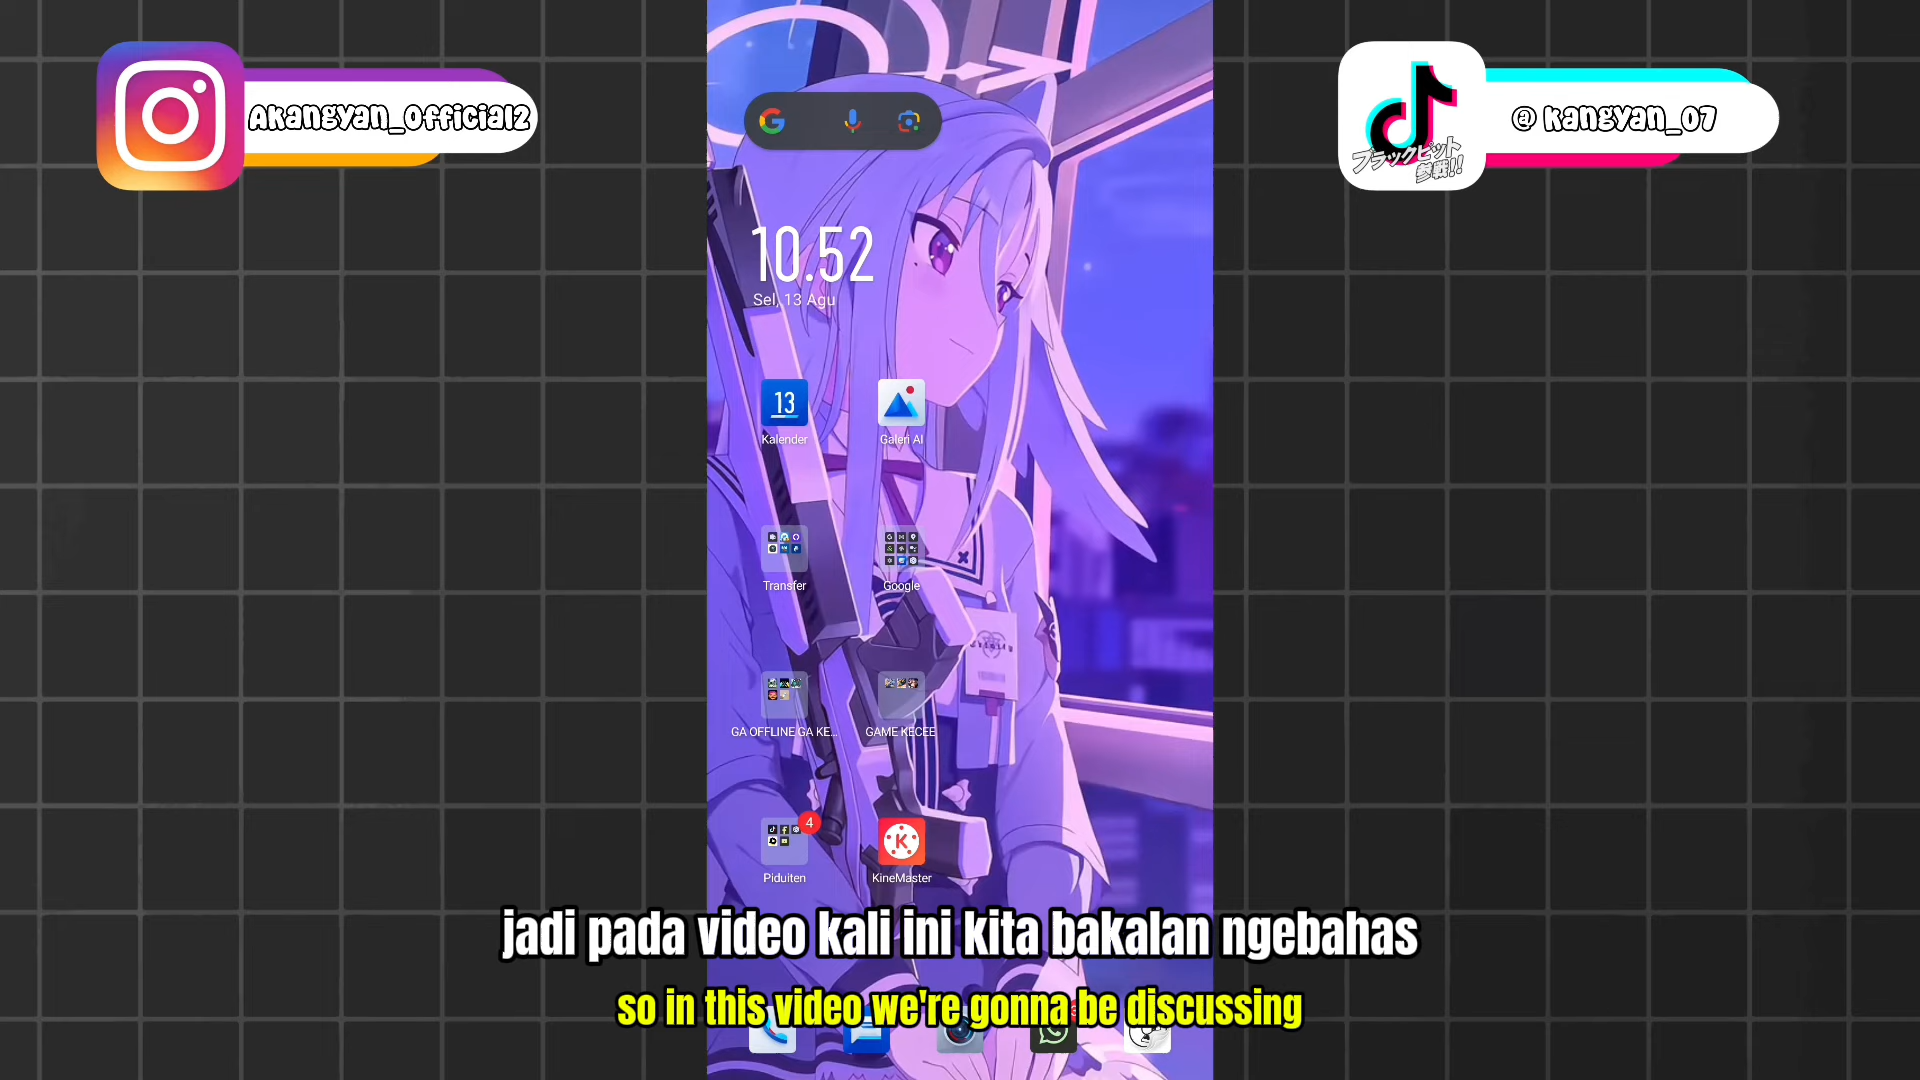 Akangyan_Official2
@ kangyan_07
ブラックビット
参戦!!
10.52
Sel, 13 Agu
13
Kalender
Galeri AI
Transfer
Google
GA OFFLINE GA KE...
GAME KECEE
4
Piduiten
K
KineMaster
jadi pada video kali ini kita bakalan ngebahas
so in this video we're gonna be discussing